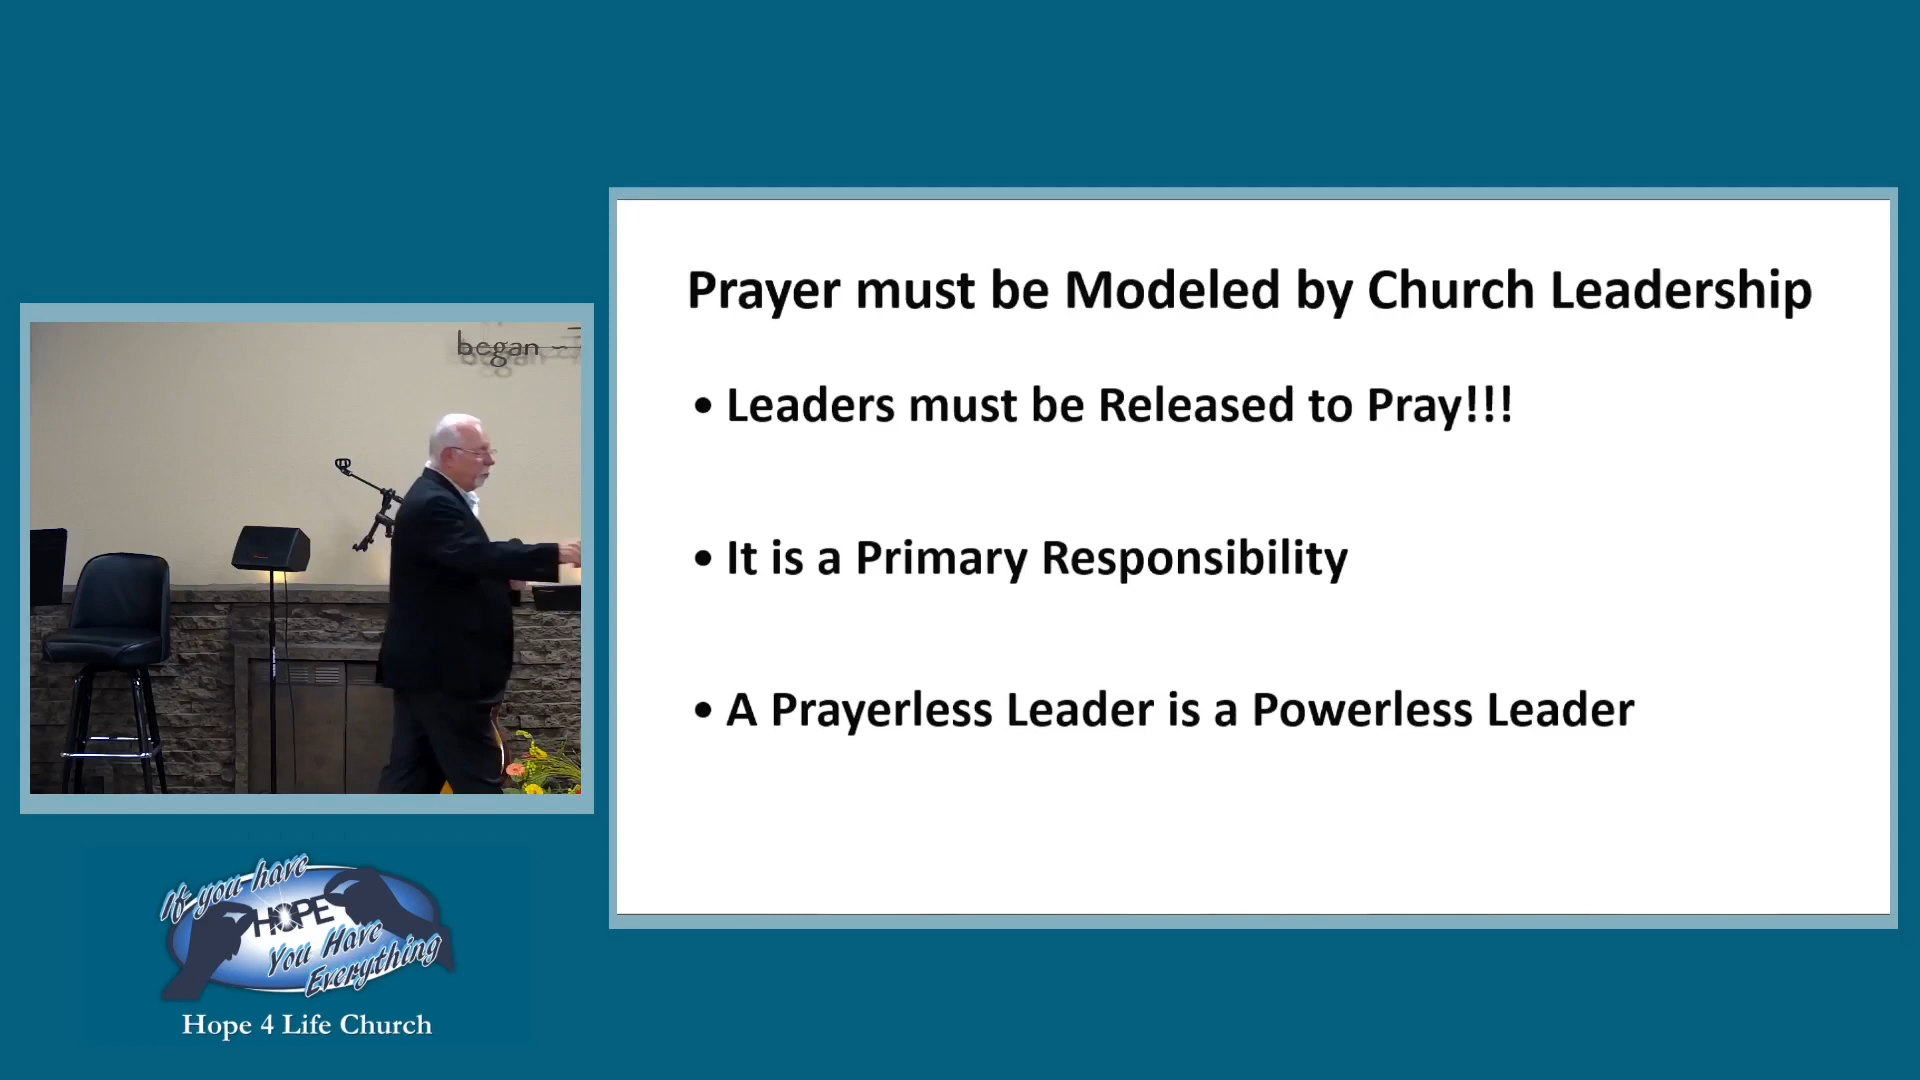 began
Prayer must be Modeled by Church Leadership
• Leaders must be Released to Pray!!!
• It is a Primary Responsibility
• A Prayerless Leader is a Powerless Leader
If you have
HOPE
You Have
Everything
Hope 4 Life Church